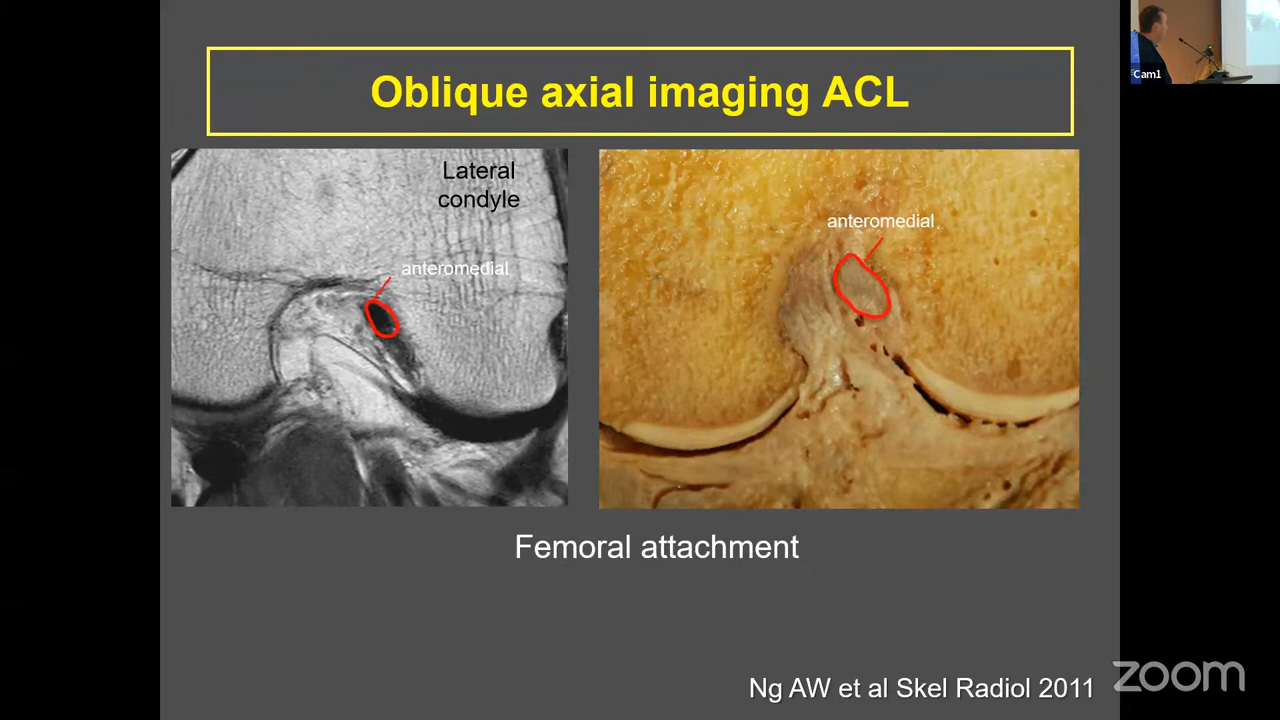 Oblique axial imaging ACL
Lateral
condyle
anteromedial
anteromedial
Femoral attachment
Ng AW et al Skel Radiol 2011
Cam1
zoom